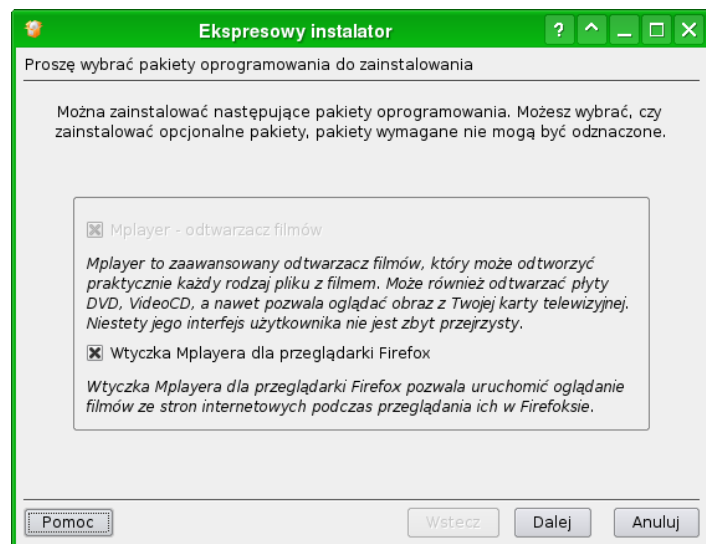 Ekspresowy instalator
Proszę wybrać pakiety oprogramowania do zainstalowania
Można zainstalować następujące pakiety oprogramowania. Możesz wybrać, czy
zainstalować opcjonalne pakiety, pakiety wymagane nie mogą być odznaczone.
Mplayer - odtwarzacz filmów
Mplayer to zaawansowany odtwarzacz filmów, który może odtworzyć
praktycznie każdy rodzaj pliku z filmem. Może również odtwarzać płyty
DVD, VideoCD, a nawet pozwala oglądać obraz z Twojej karty telewizyjnej.
Niestety jego interfejs użytkownika nie jest zbyt przejrzysty.
Wtyczka Mplayera dla przeglądarki Firefox
Wtyczka Mplayera dla przeglądarki Firefox pozwala uruchomić oglądanie
filmów ze stron internetowych podczas przeglądania ich w Firefoksie.
Pomoc Wstecz Dalej Anuluj